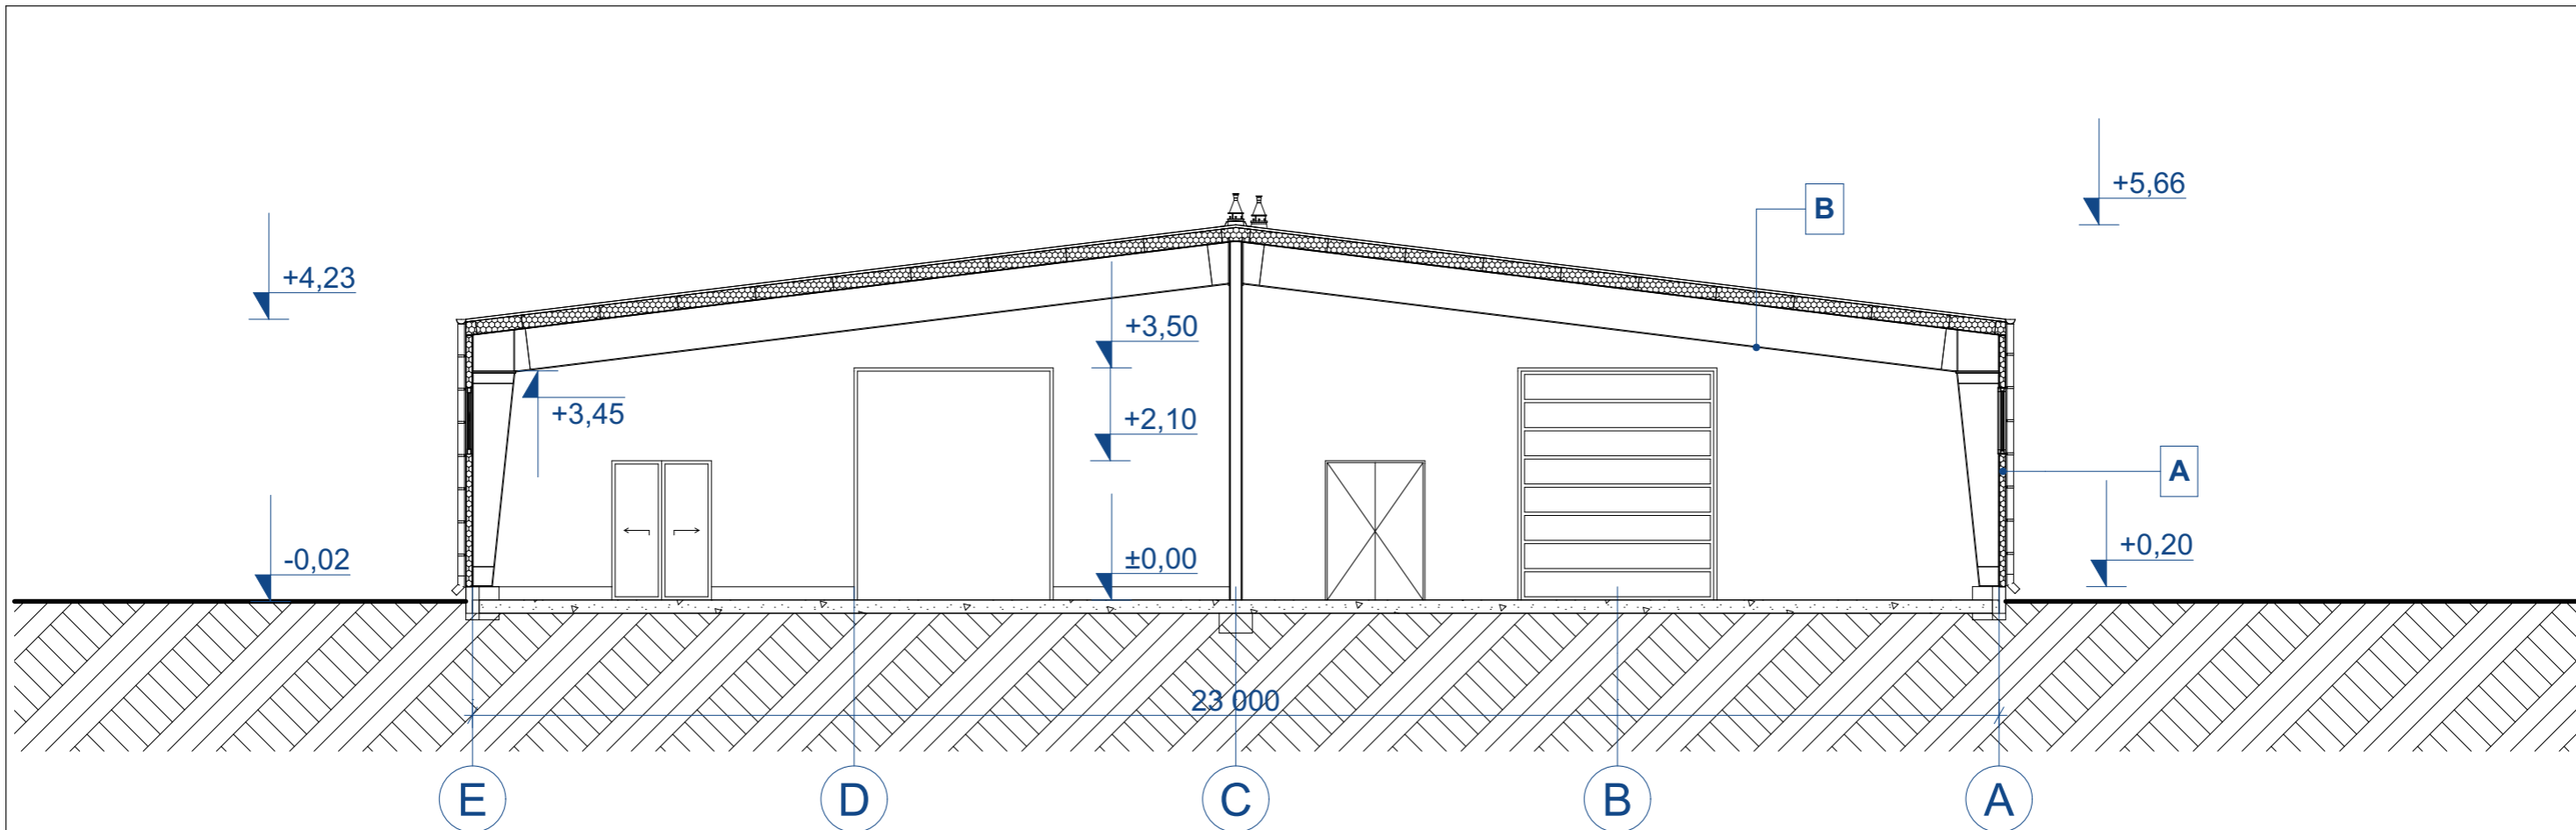 +5,66
B
+4,23
+3,50
+3,45
+2,10
A
-0,02
±0,00
+0,20
23 000
E
D
C
B
A